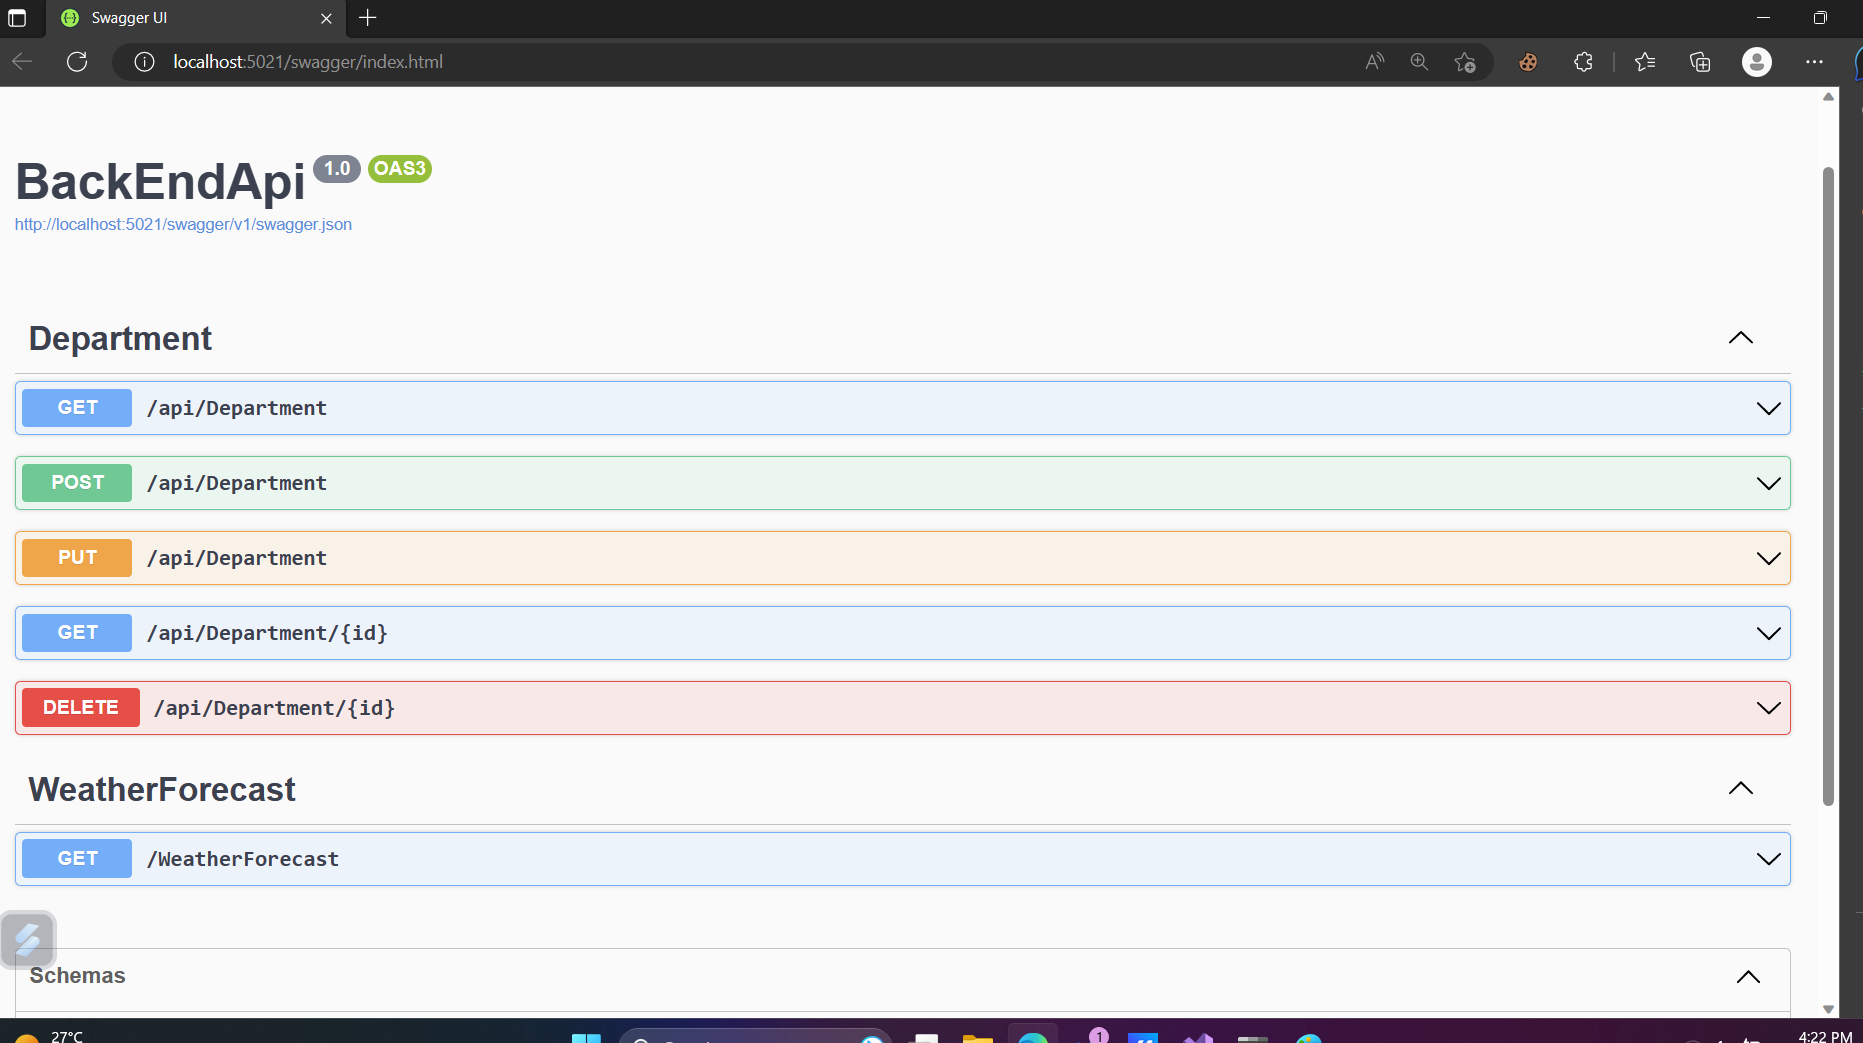 Swagger UI
localhost:5021/swagger/index.html
BackEndApi 1.0 OAS3
http://localhost:5021/swagger/v1/swagger.json
Department
GET /api/Department
POST /api/Department
PUT /api/Department
GET /api/Department/{id}
DELETE /api/Department/{id}
WeatherForecast
GET /WeatherForecast
Schemas
27°C
1
4:22 PM